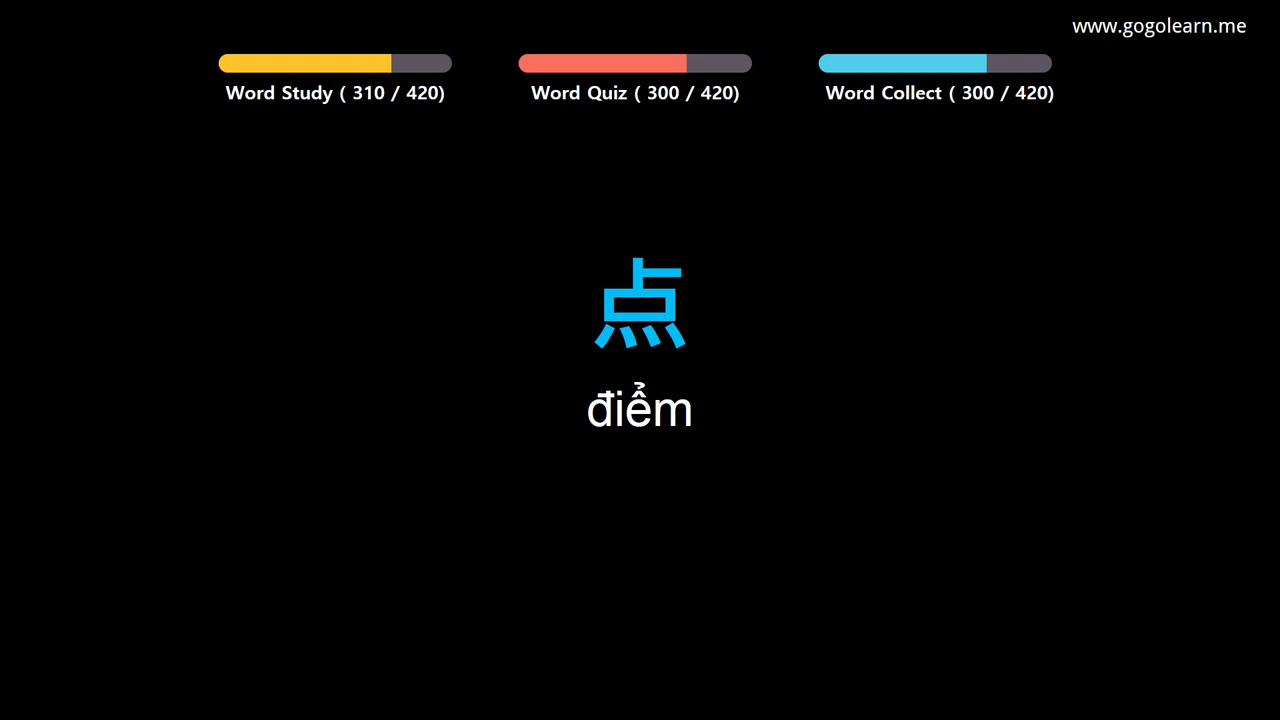 www.gogolearn.me
Word Study ( 310 / 420)
Word Quiz ( 300 / 420)
Word Collect ( 300 / 420)
点
điểm